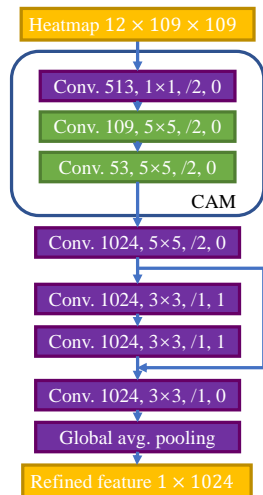 Heatmap 12 × 109 × 109
Conv. 513, 1×1, /2, 0
Conv. 109, 5×5, /2, 0
Conv. 53, 5×5, /2, 0
CAM
Conv. 1024, 5×5, /2, 0
Conv. 1024, 3×3, /1, 1
Conv. 1024, 3×3, /1, 1
Conv. 1024, 3×3, /1, 0
Global avg. pooling
Refined feature 1 × 1024